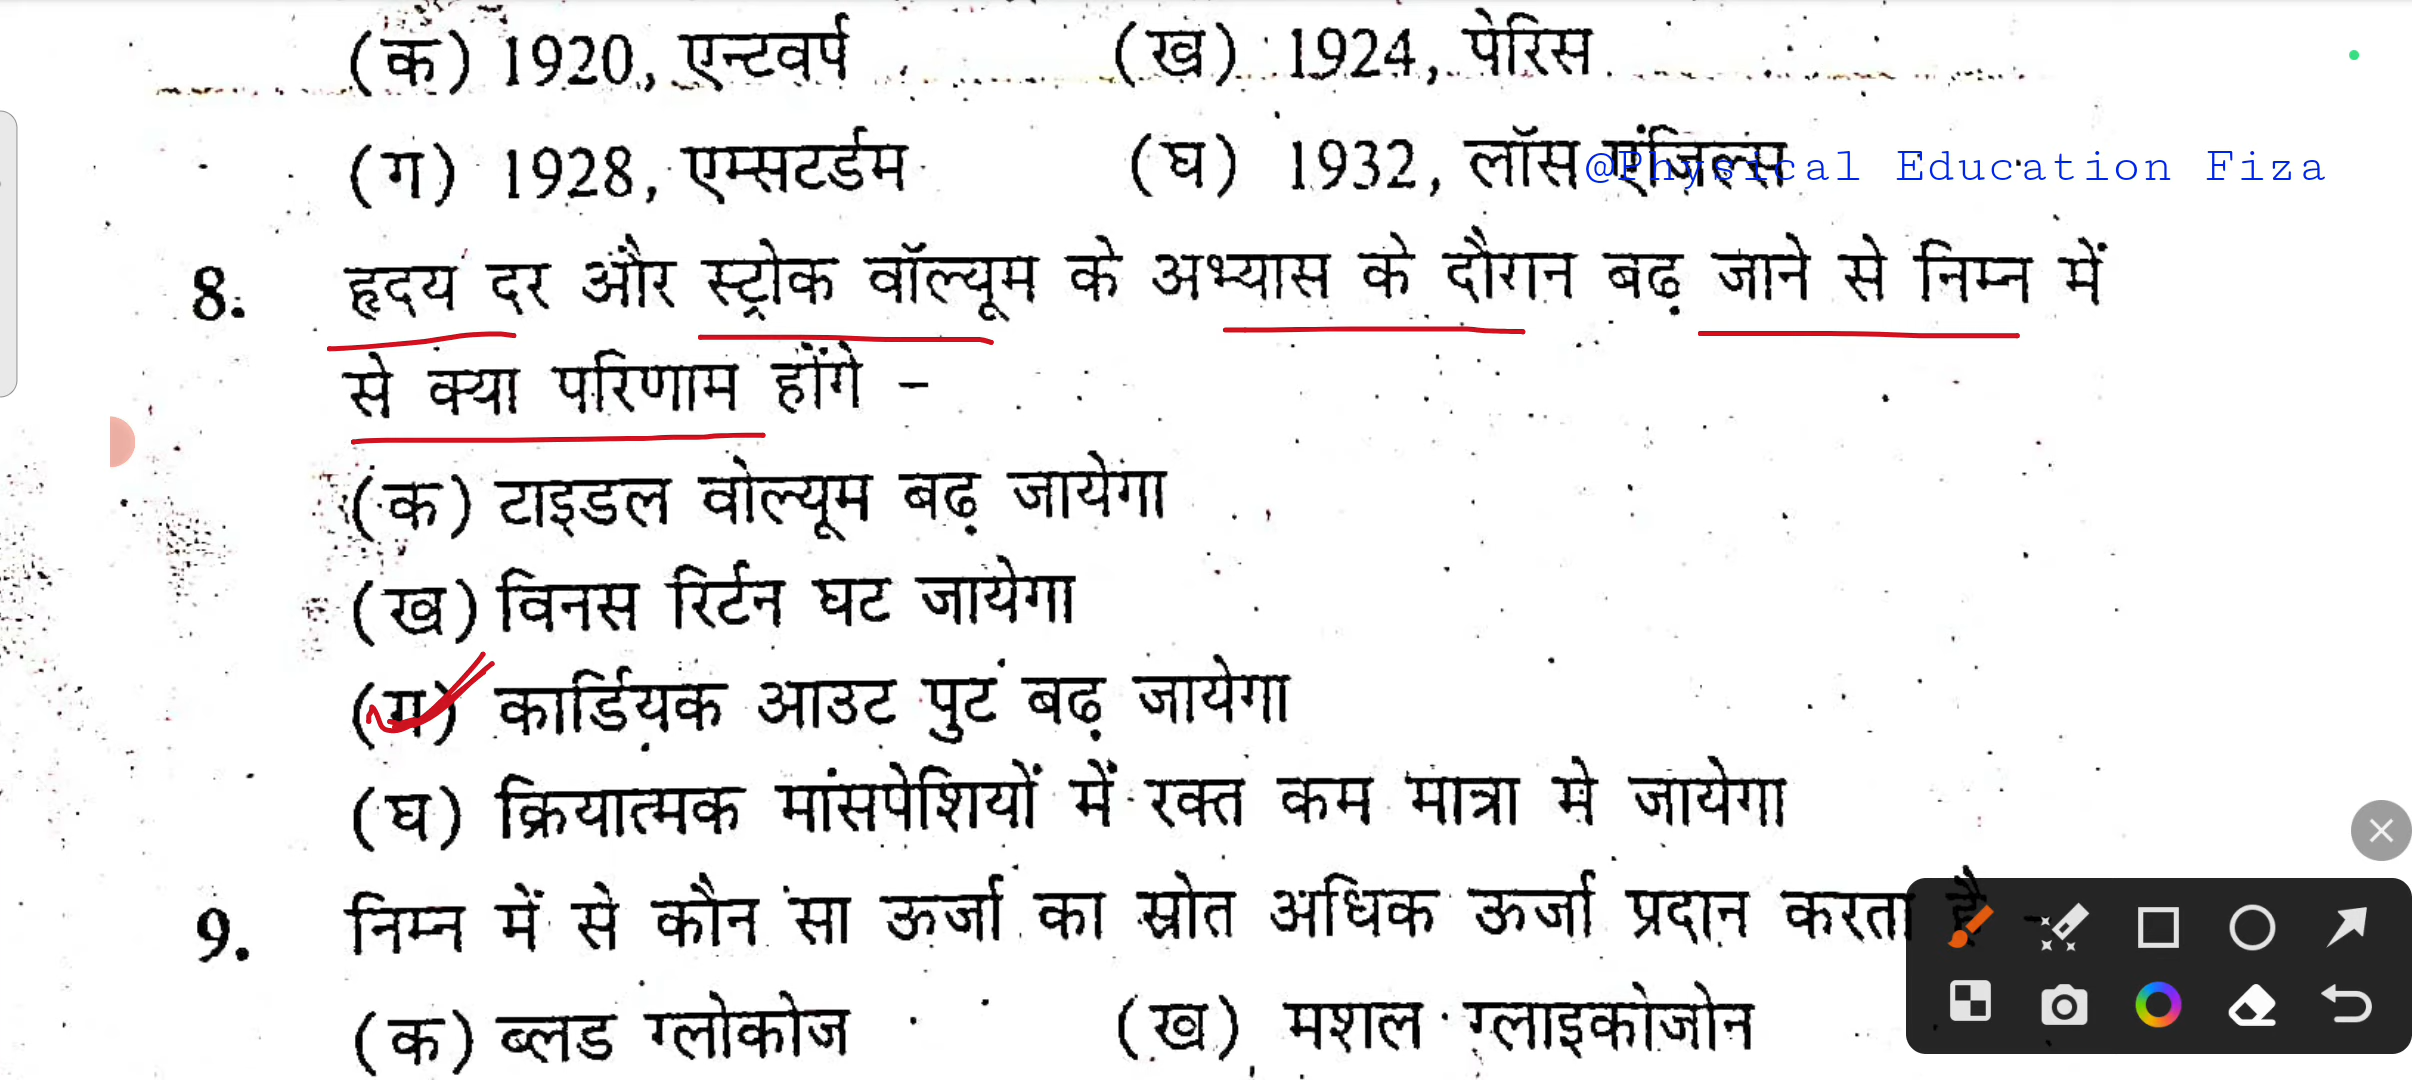 (क) 1920, एन्टवर्प (ख) 1924, पेरिस
(ग) 1928, एम्सटर्डम (घ) 1932, लॉस एंजिल्स
@Physical Education Fiza
8. हृदय दर और स्ट्रोक वॉल्यूम के अभ्यास के दौरान बढ़ जाने से निम्न में
से क्या परिणाम होंगे –
(क) टाइडल वोल्यूम बढ़ जायेगा
(ख) विनस रिर्टन घट जायेगा
(ग) कार्डियक आउट पुट बढ़ जायेगा
(घ) क्रियात्मक मांसपेशियों में रक्त कम मात्रा मे जायेगा
9. निम्न में से कौन सा ऊर्जा का स्रोत अधिक ऊर्जा प्रदान करता है –
(क) ब्लड ग्लोकोज (ख) मशल ग्लाइकोजोन